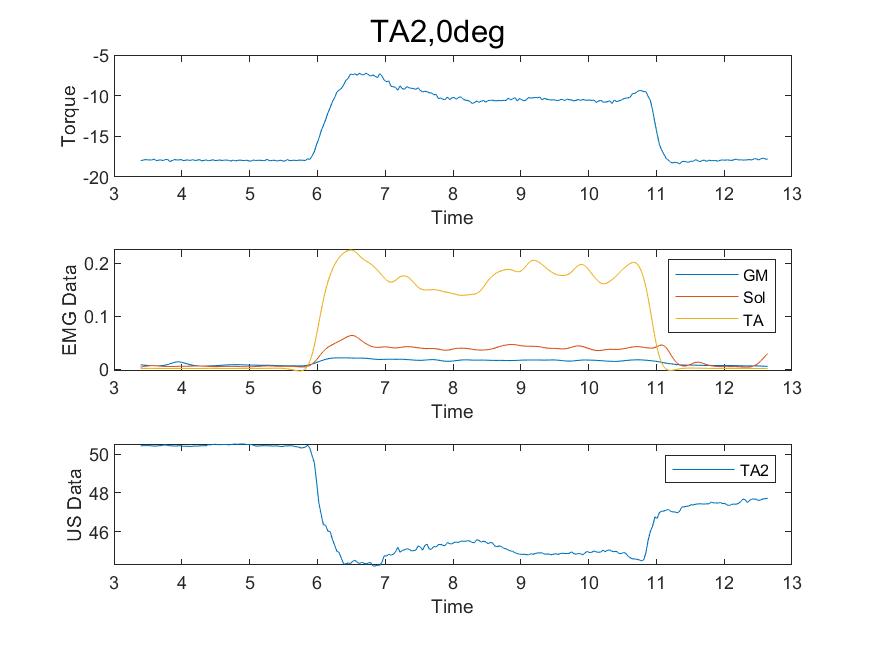 TA2,0deg
-5
-10
-15
-20
Torque
3 4 5 6 7 8 9 10 11 12 13
Time
0.2
0.1
0
EMG Data
GM
Sol
TA
3 4 5 6 7 8 9 10 11 12 13
Time
50
48
46
US Data
TA2
3 4 5 6 7 8 9 10 11 12 13
Time